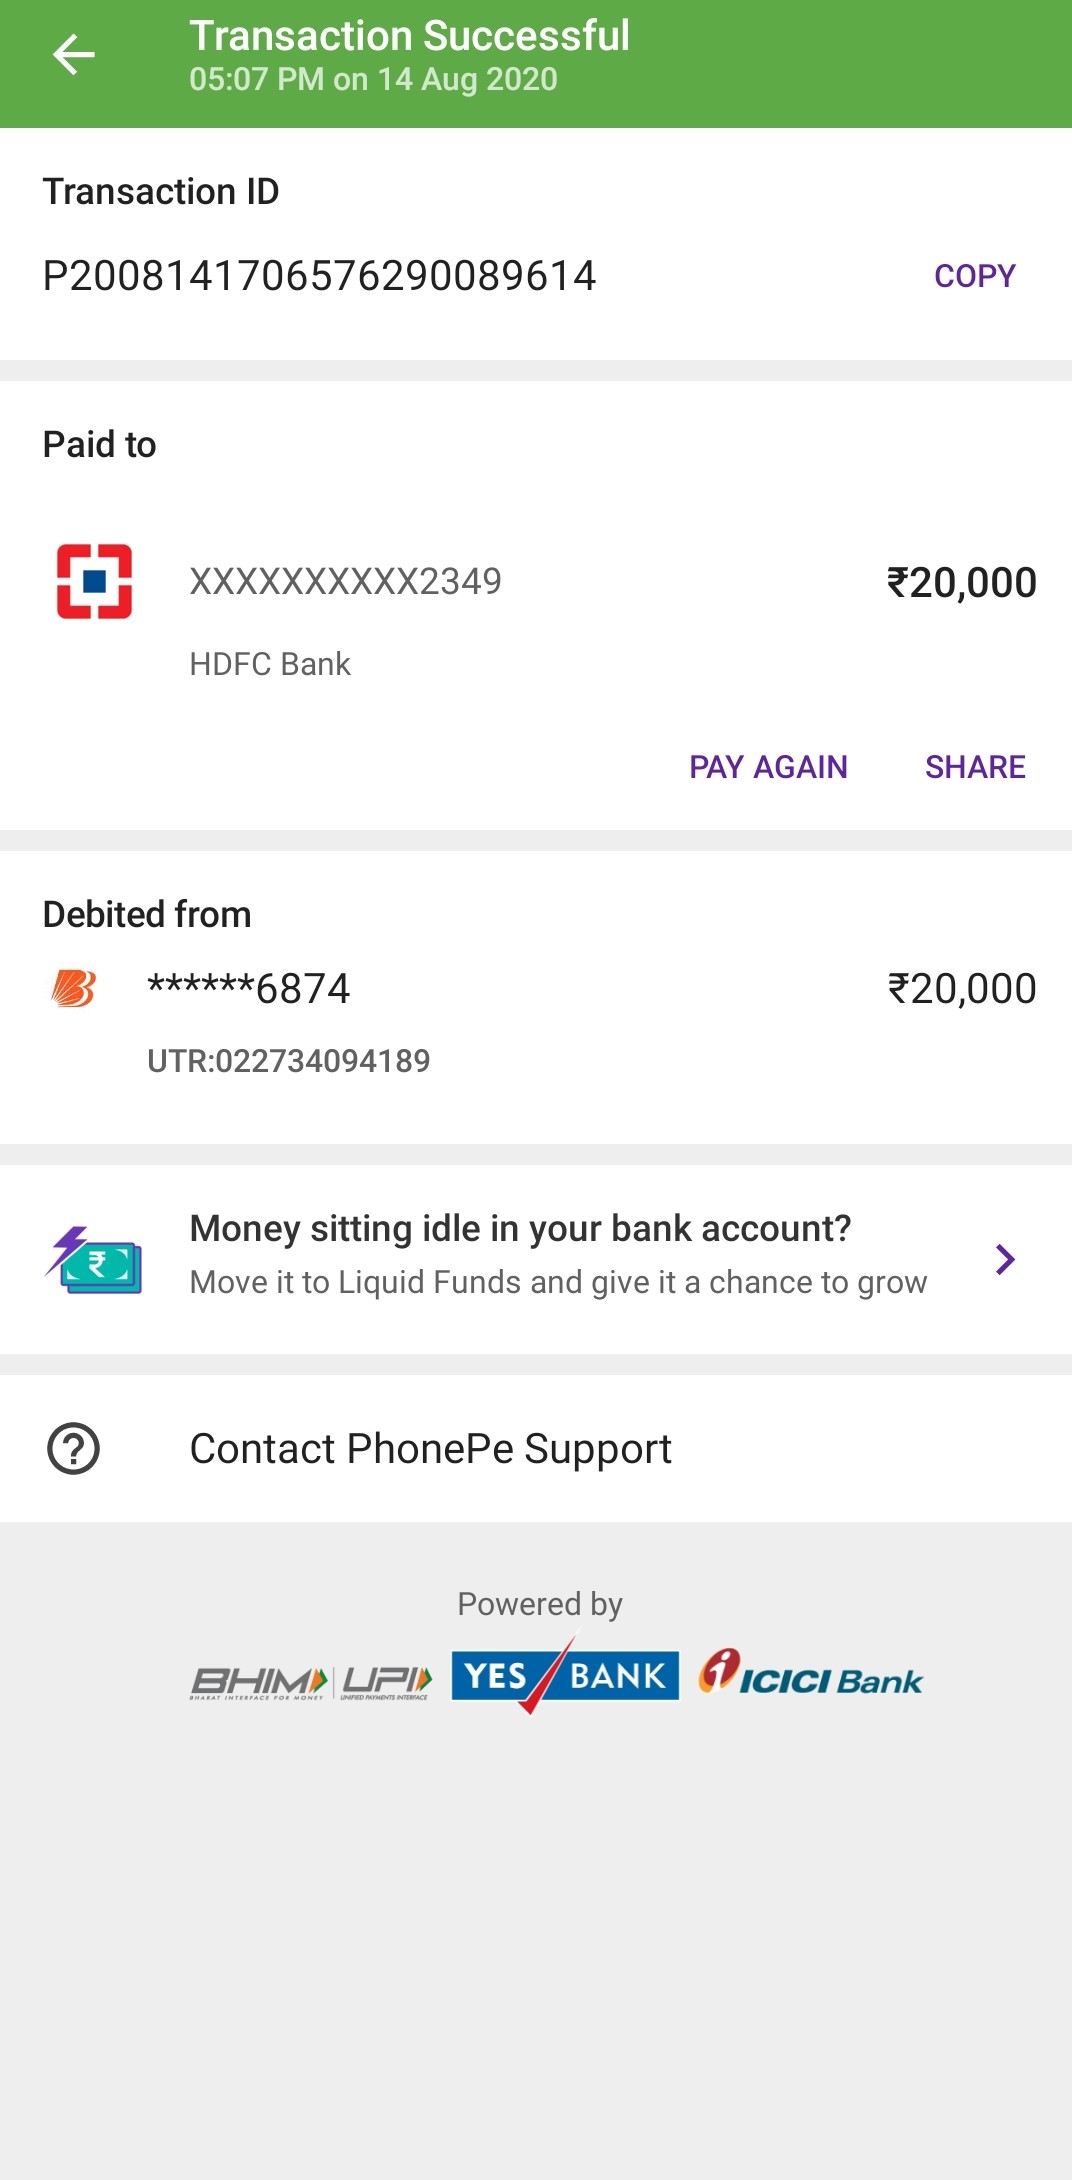 Transaction Successful
05:07 PM on 14 Aug 2020
Transaction ID
P2008141706576290089614
COPY
Paid to
XXXXXXXXXX2349
₹20,000
HDFC Bank
PAY AGAIN
SHARE
Debited from
******6874
₹20,000
UTR:022734094189
₹
Money sitting idle in your bank account?
Move it to Liquid Funds and give it a chance to grow
Contact PhonePe Support
Powered by
BHIM
BHARAT INTERFACE FOR MONEY
UPI
UNIFIED PAYMENTS INTERFACE
YES BANK
ICICI Bank